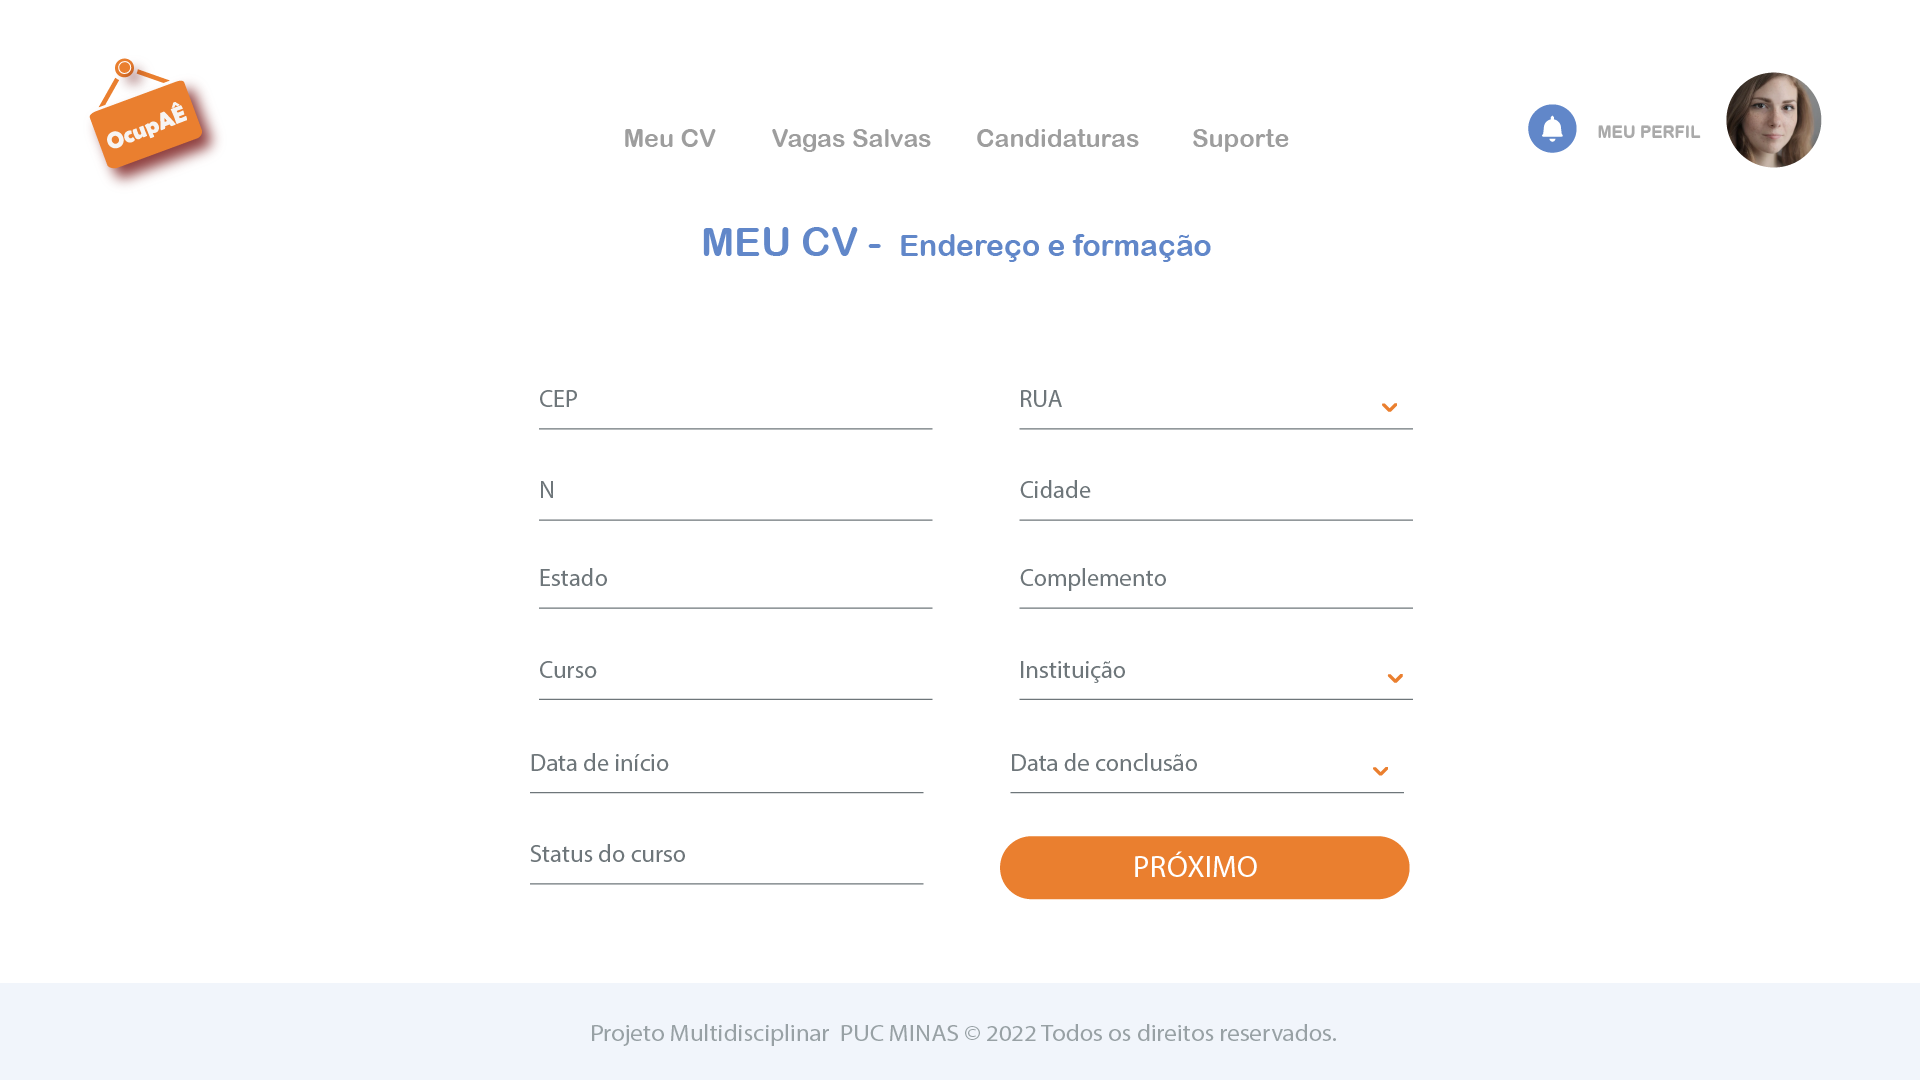 OcupAÊ
Meu CV Vagas Salvas Candidaturas Suporte
MEU PERFIL
MEU CV - Endereço e formação
CEP RUA
N Cidade
Estado Complemento
Curso Instituição
Data de início Data de conclusão
Status do curso
PRÓXIMO
Projeto Multidisciplinar PUC MINAS © 2022 Todos os direitos reservados.